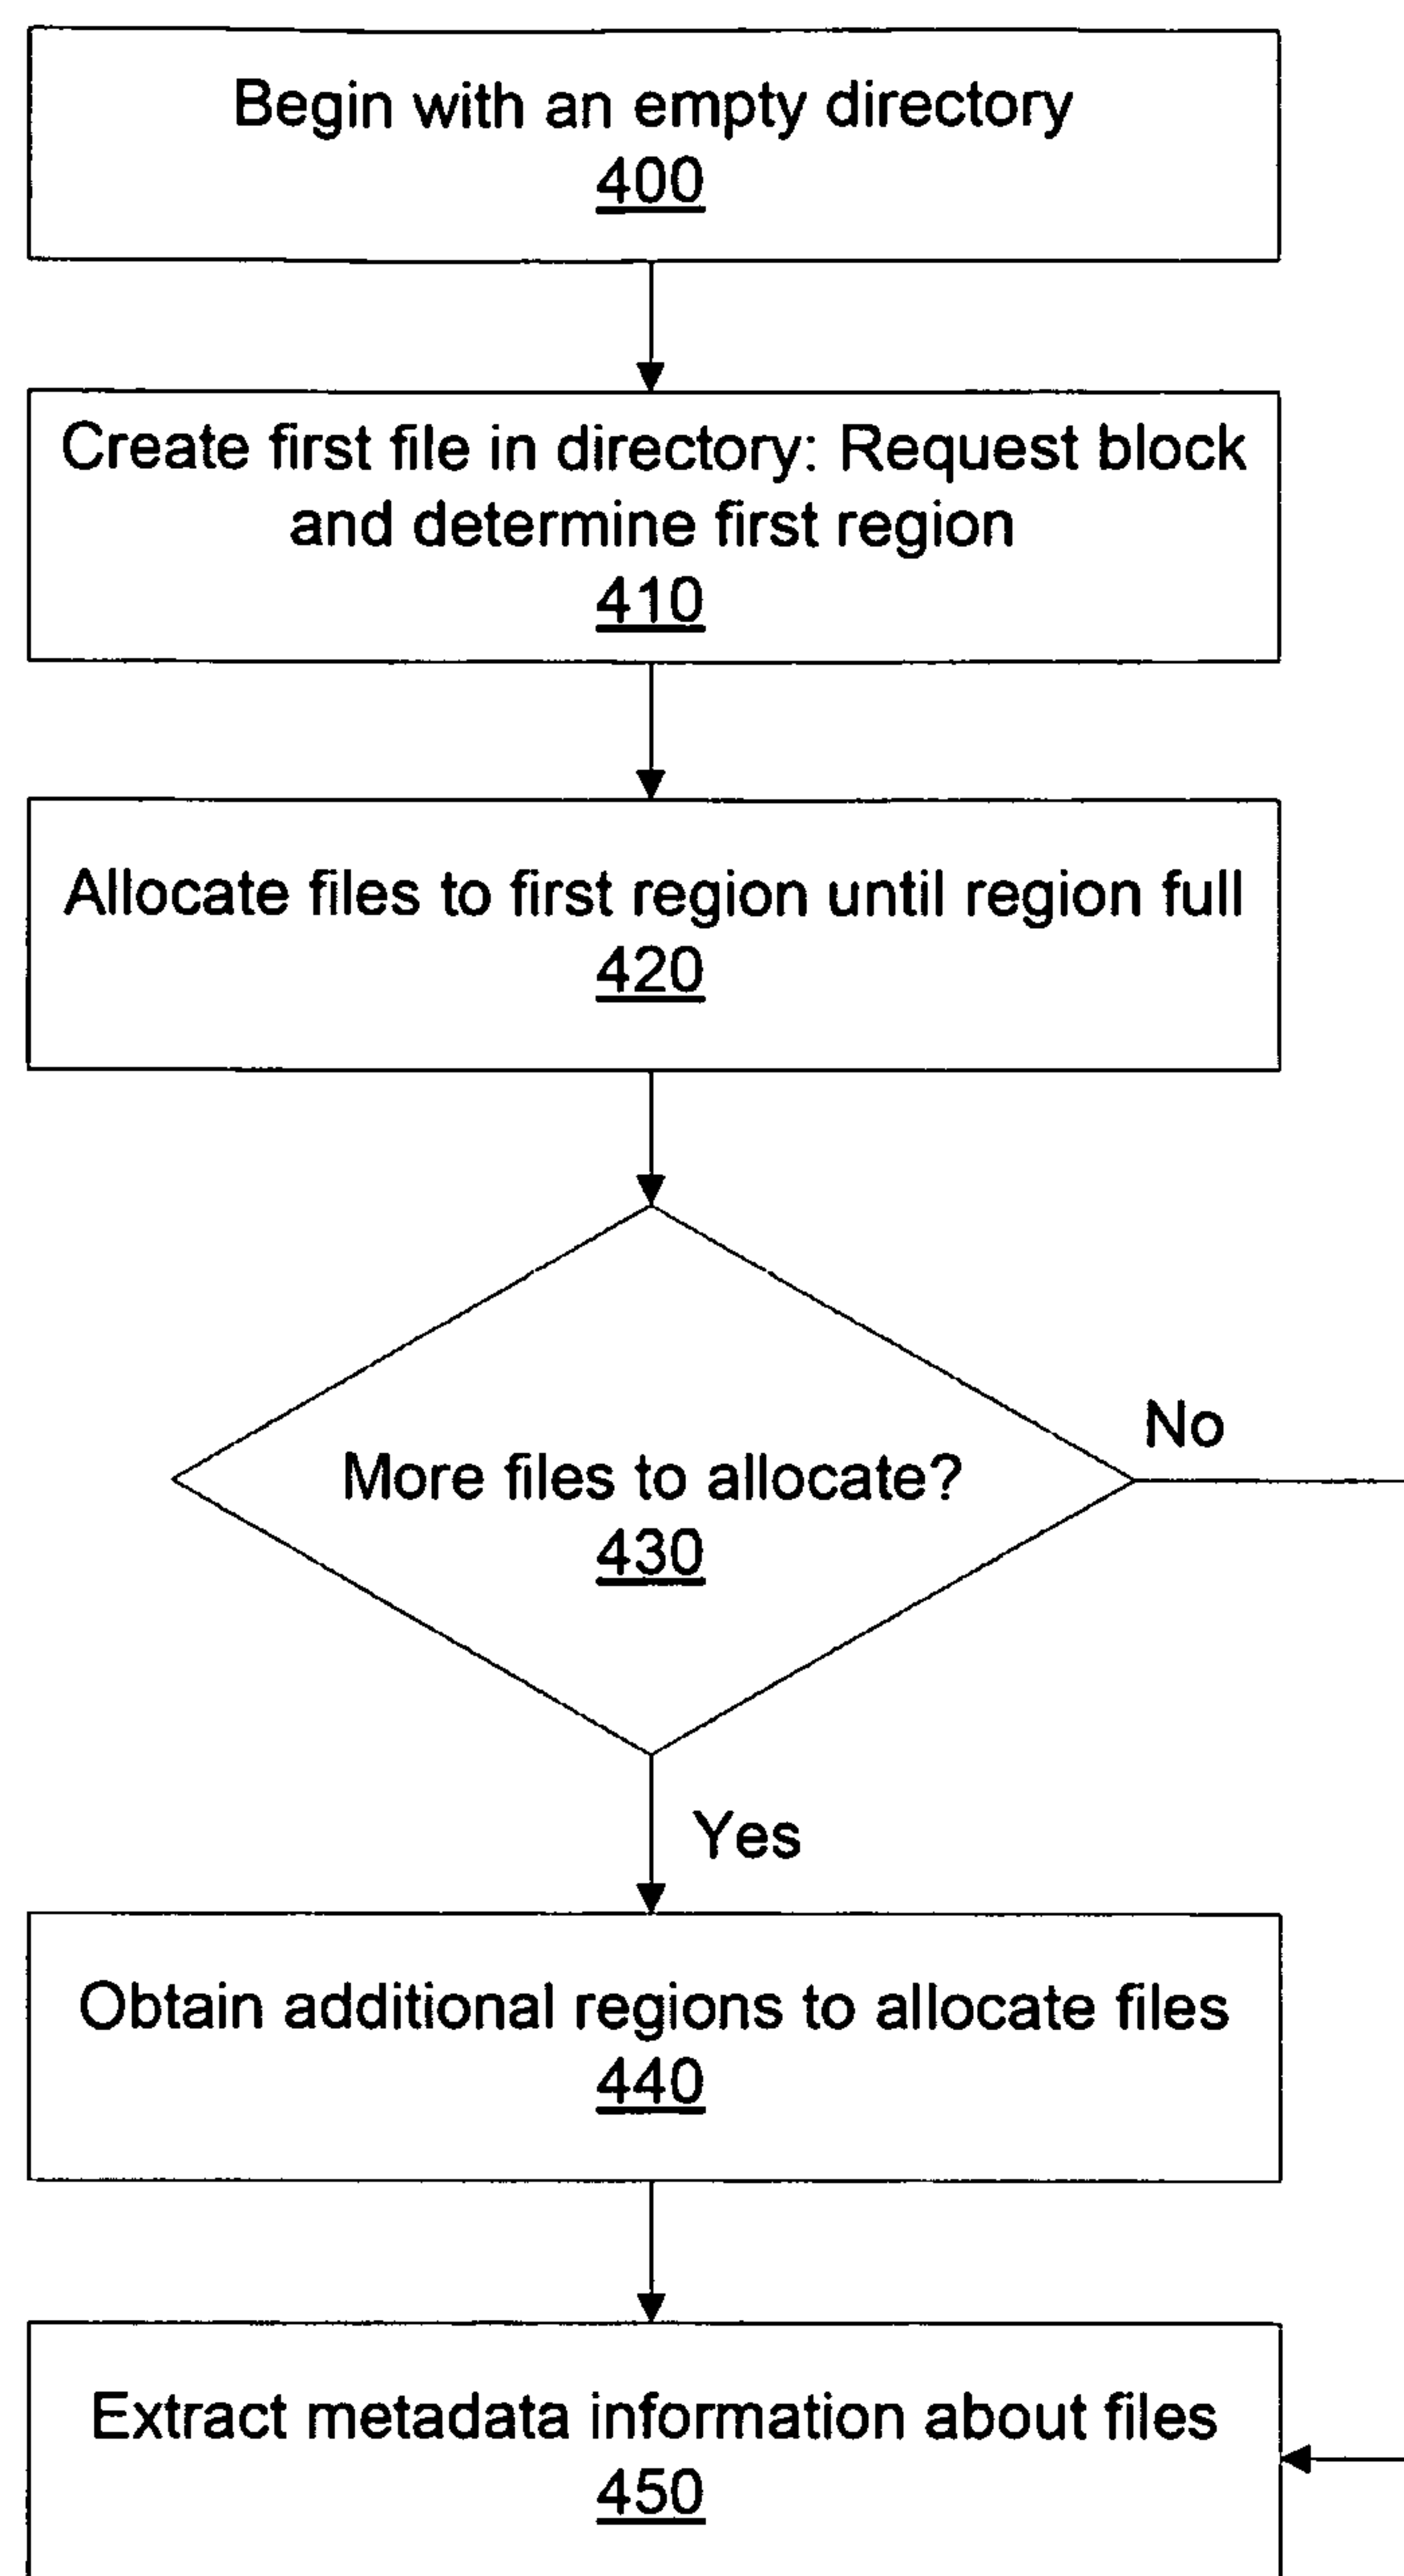 Begin with an empty directory
400
Create first file in directory: Request block
and determine first region
410
Allocate files to first region until region full
420
More files to allocate?
430
No
Yes
Obtain additional regions to allocate files
440
Extract metadata information about files
450